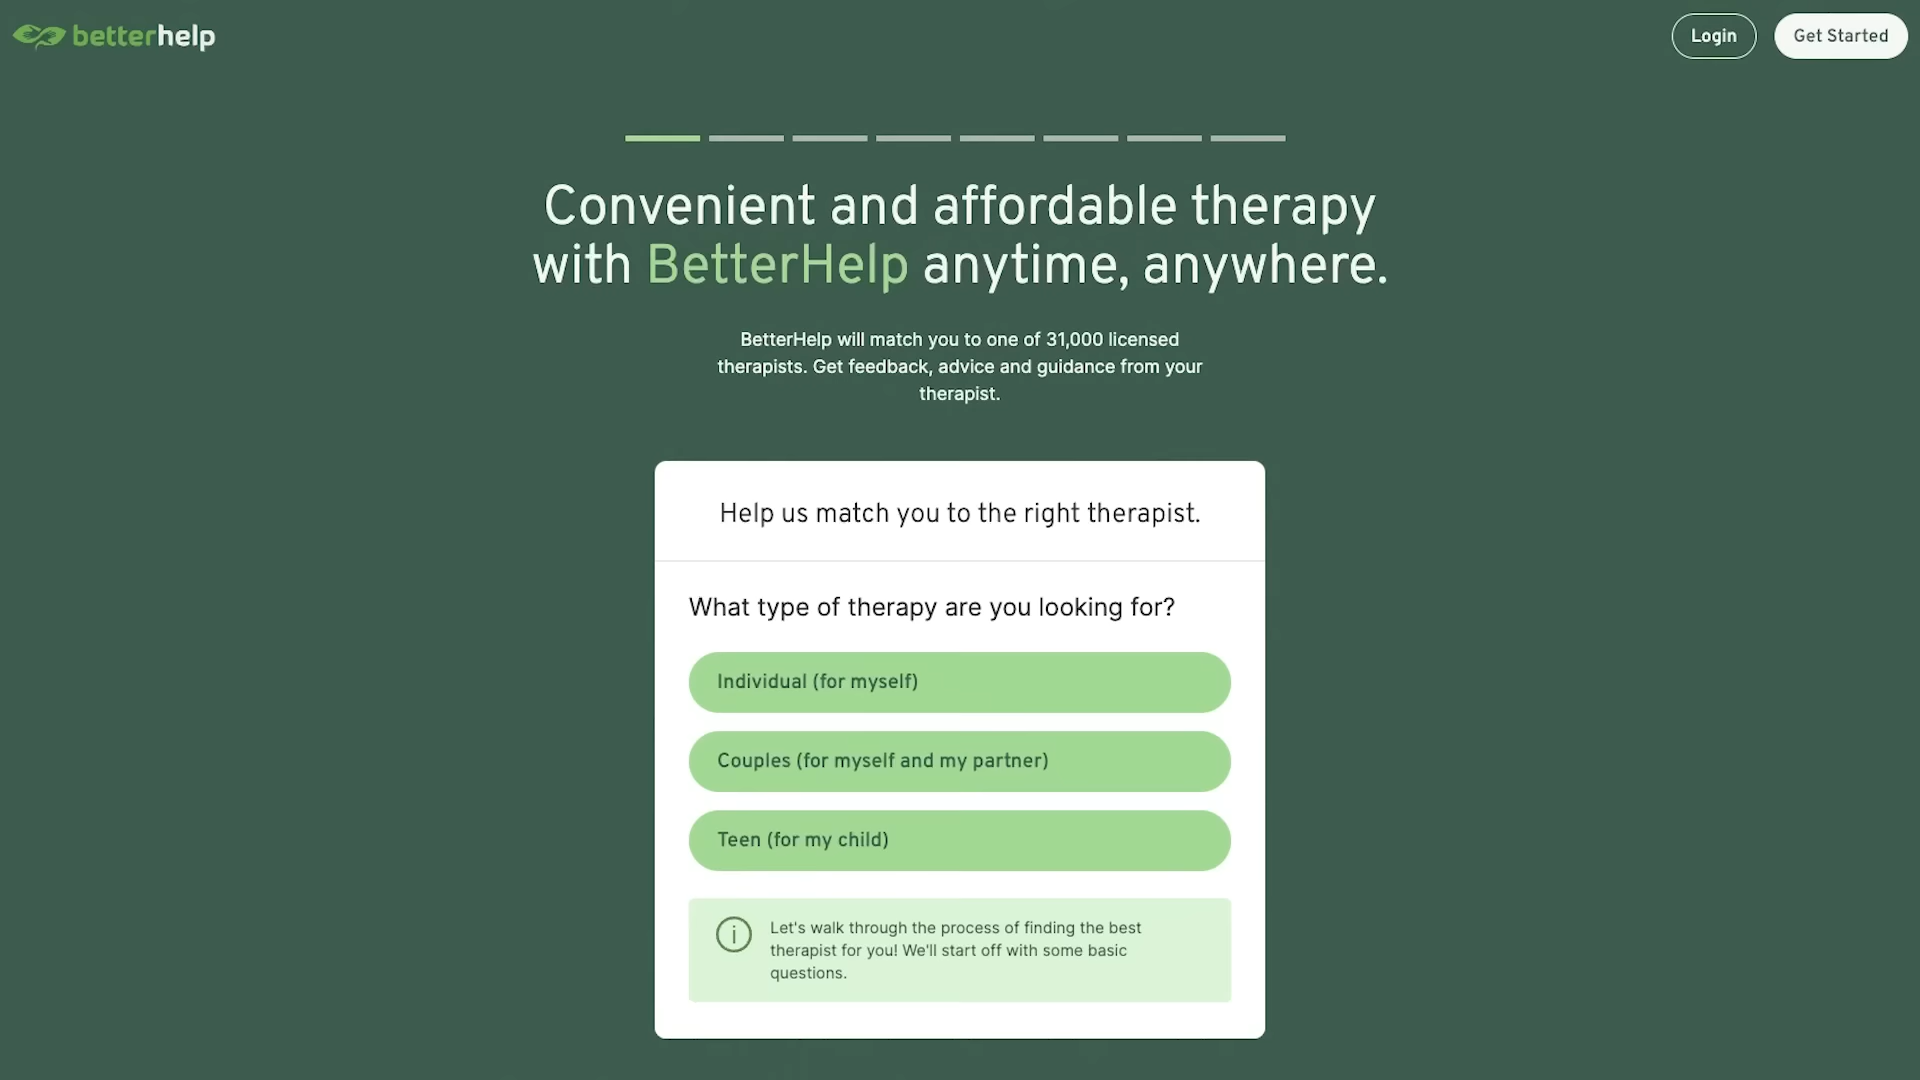 betterhelp
Login
Get Started
Convenient and affordable therapy
with BetterHelp anytime, anywhere.
BetterHelp will match you to one of 31,000 licensed
therapists. Get feedback, advice and guidance from your
therapist.
Help us match you to the right therapist.
What type of therapy are you looking for?
Individual (for myself)
Couples (for myself and my partner)
Teen (for my child)
Let's walk through the process of finding the best
therapist for you! We'll start off with some basic
questions.